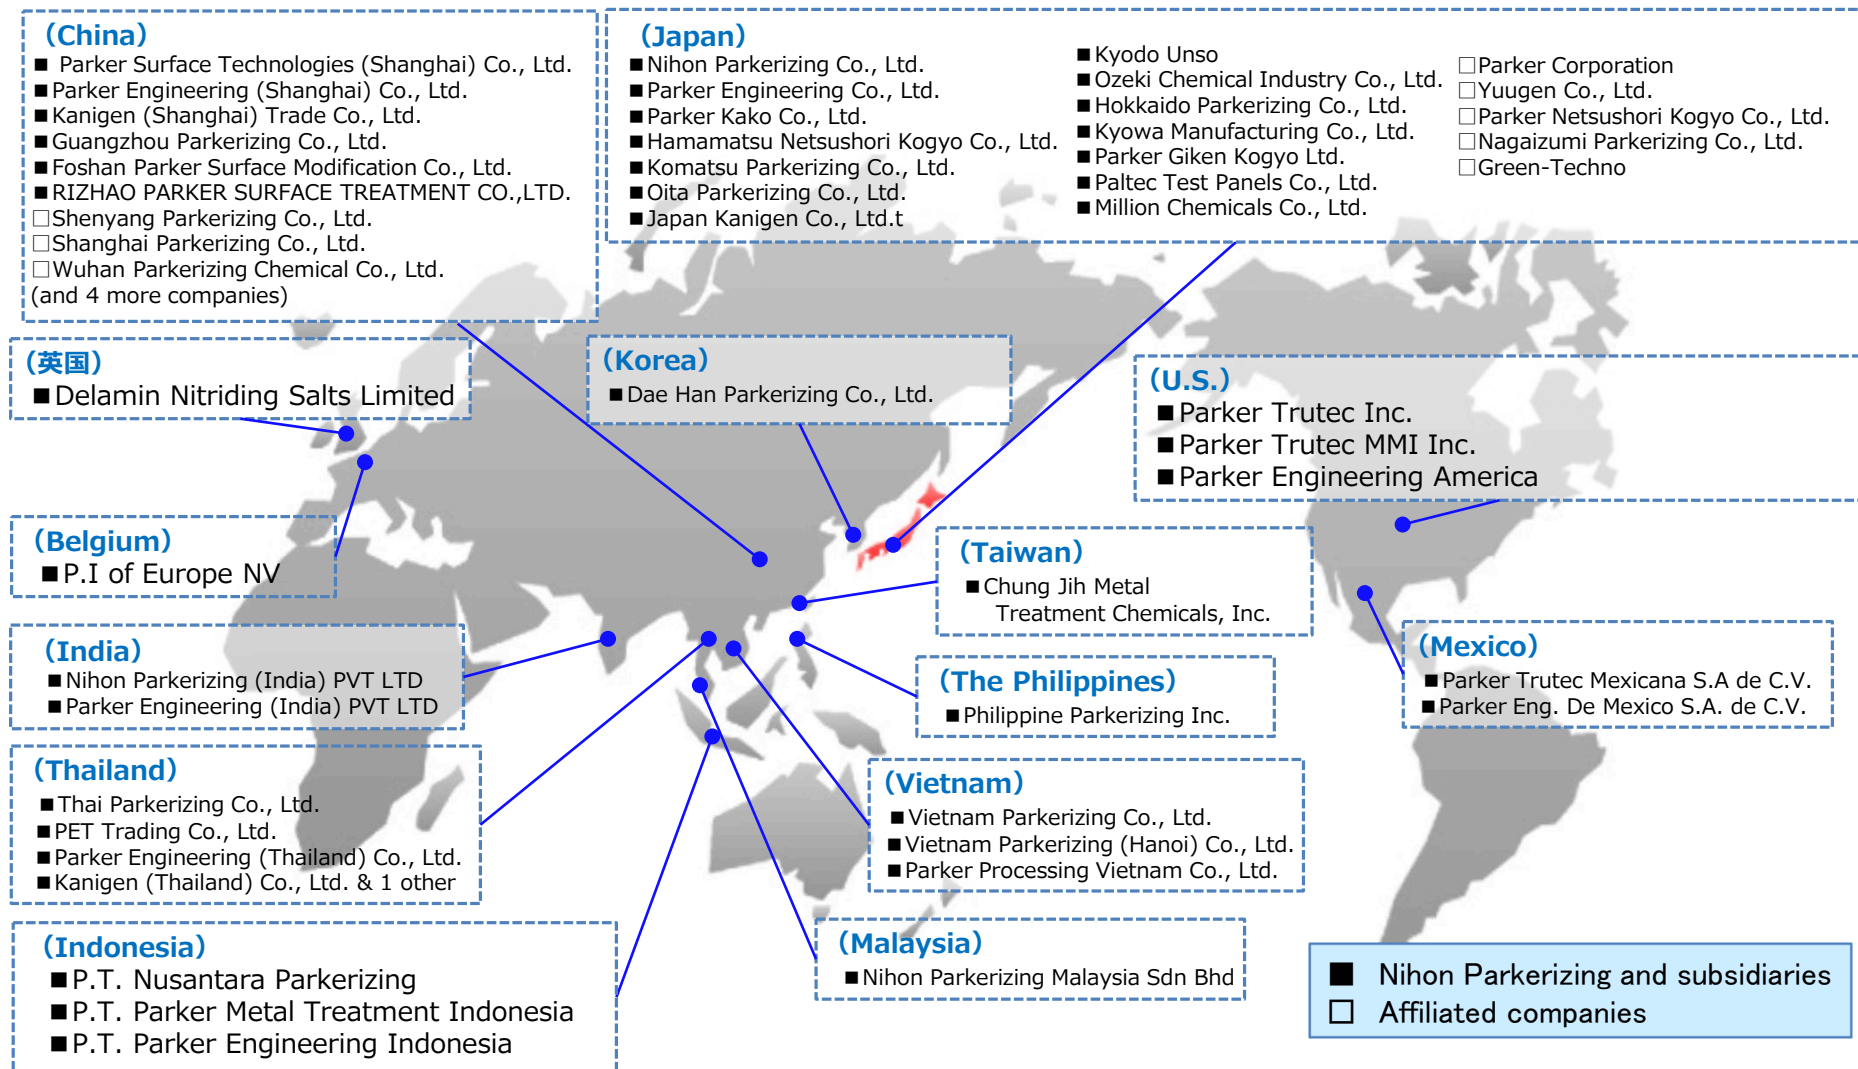 （China）
■ Parker Surface Technologies (Shanghai) Co., Ltd.
■Parker Engineering (Shanghai) Co., Ltd.
■Kanigen (Shanghai) Trade Co., Ltd.
■Guangzhou Parkerizing Co., Ltd.
■Foshan Parker Surface Modification Co., Ltd.
■RIZHAO PARKER SURFACE TREATMENT CO.,LTD.
□Shenyang Parkerizing Co., Ltd.
□Shanghai Parkerizing Co., Ltd.
□Wuhan Parkerizing Chemical Co., Ltd.
(and 4 more companies)
（Japan）
■Nihon Parkerizing Co., Ltd.
■Parker Engineering Co., Ltd.
■Parker Kako Co., Ltd.
■Hamamatsu Netsushori Kogyo Co., Ltd.
■Komatsu Parkerizing Co., Ltd.
■Oita Parkerizing Co., Ltd.
■Japan Kanigen Co., Ltd.t
■Kyodo Unso
■Ozeki Chemical Industry Co., Ltd.
■Hokkaido Parkerizing Co., Ltd.
■Kyowa Manufacturing Co., Ltd.
■Parker Giken Kogyo Ltd.
■Paltec Test Panels Co., Ltd.
■Million Chemicals Co., Ltd.
□Parker Corporation
□Yuugen Co., Ltd.
□Parker Netsushori Kogyo Co., Ltd.
□Nagaizumi Parkerizing Co., Ltd.
□Green-Techno
（英国）
■Delamin Nitriding Salts Limited
（Korea）
■Dae Han Parkerizing Co., Ltd.
（U.S.）
■Parker Trutec Inc.
■Parker Trutec MMI Inc.
■Parker Engineering America
（Belgium）
■P.I of Europe NV
（Taiwan）
■Chung Jih Metal
Treatment Chemicals, Inc.
（India）
■Nihon Parkerizing (India) PVT LTD
■Parker Engineering (India) PVT LTD
（The Philippines）
■Philippine Parkerizing Inc.
（Mexico）
■Parker Trutec Mexicana S.A de C.V.
■Parker Eng. De Mexico S.A. de C.V.
（Thailand）
■Thai Parkerizing Co., Ltd.
■PET Trading Co., Ltd.
■Parker Engineering (Thailand) Co., Ltd.
■Kanigen (Thailand) Co., Ltd. & 1 other
（Vietnam）
■Vietnam Parkerizing Co., Ltd.
■Vietnam Parkerizing (Hanoi) Co., Ltd.
■Parker Processing Vietnam Co., Ltd.
（Indonesia）
■P.T. Nusantara Parkerizing
■P.T. Parker Metal Treatment Indonesia
■P.T. Parker Engineering Indonesia
（Malaysia）
■Nihon Parkerizing Malaysia Sdn Bhd
■ Nihon Parkerizing and subsidiaries
□ Affiliated companies